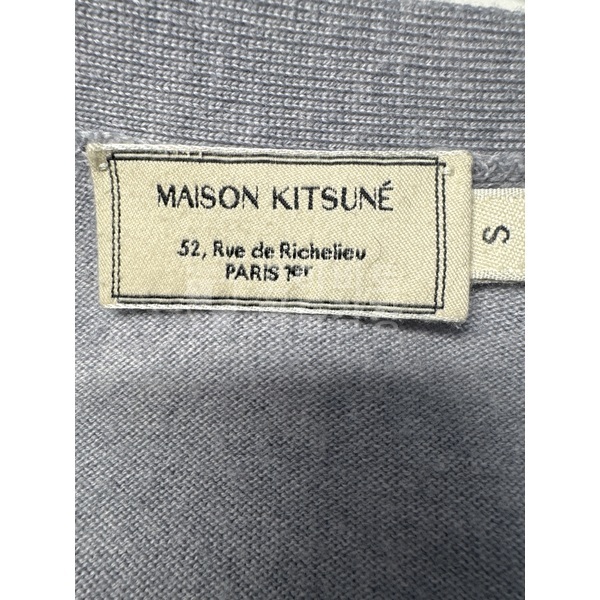 MAISON KITSUNÉ
52, Rue de Richelieu
PARIS 1er
S